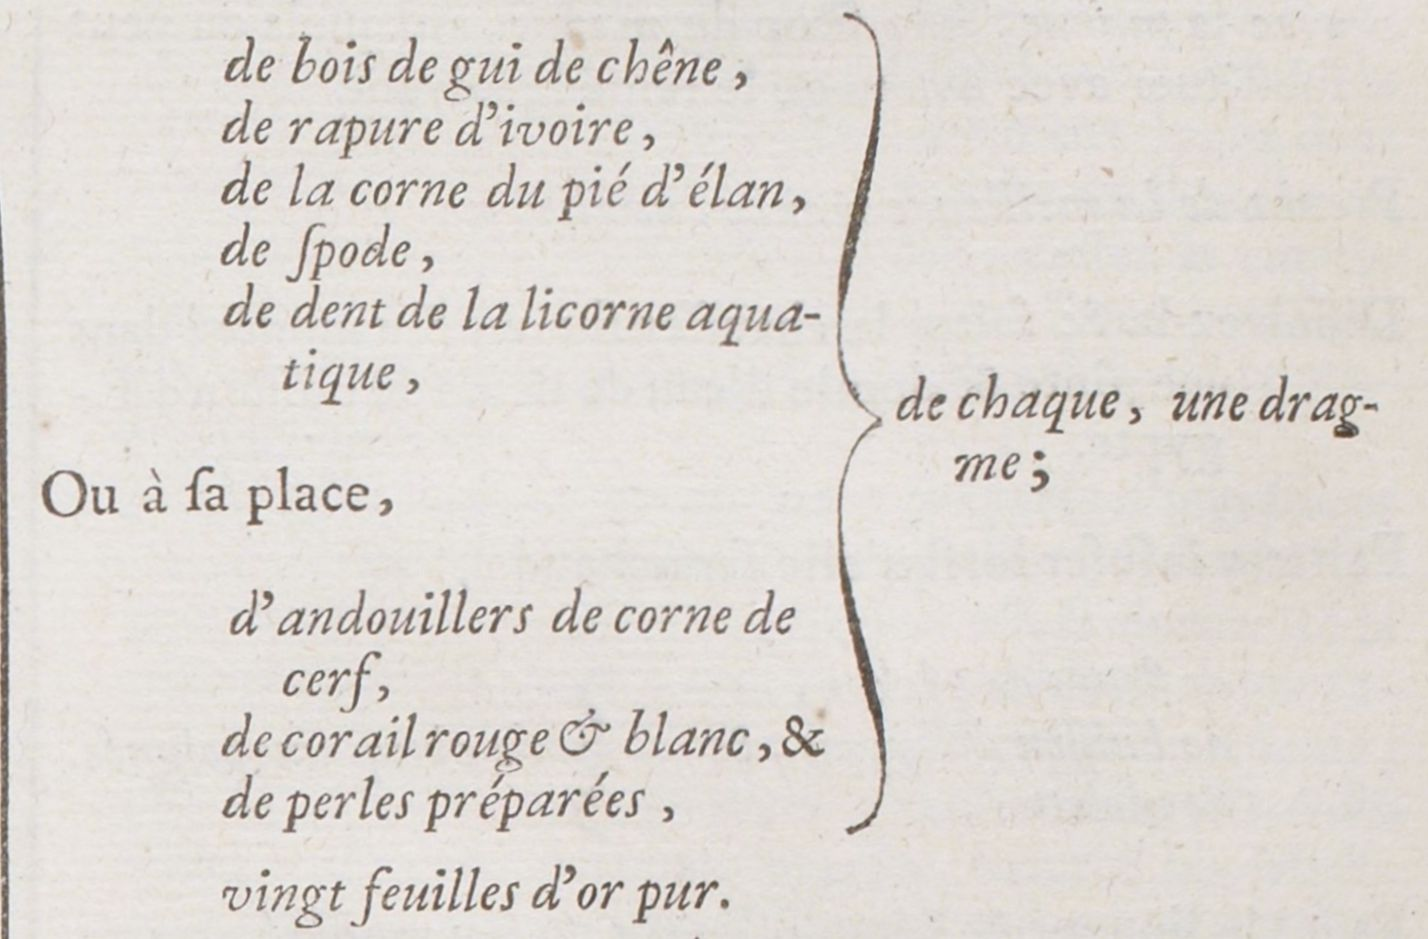 de bois de gui de chêne,
de rapure d'ivoire,
de la corne du pié d'élan,
de ſpode,
de dent de la licorne aqua-
tique,
Ou à ſa place,
d'andouillers de corne de
cerf,
de corail rouge & blanc, &
de perles préparées,
de chaque, une drag-
me;
vingt feuilles d'or pur.